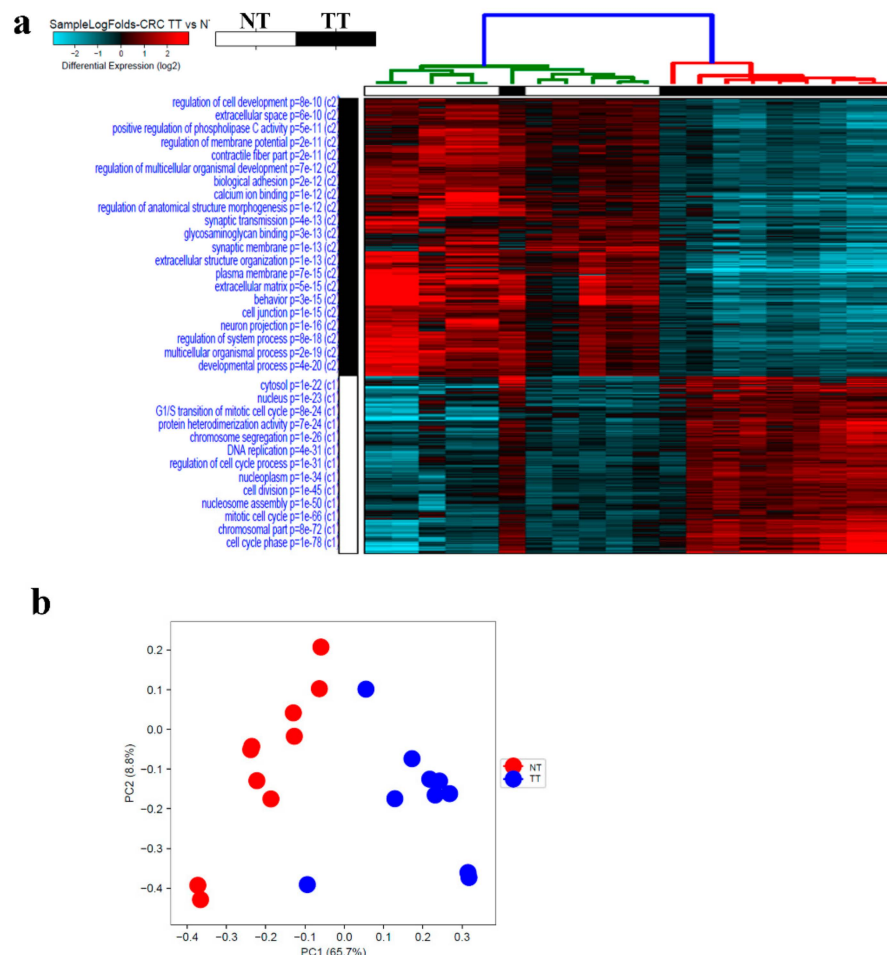 a
SampleLogFolds-CRC TT vs N
NT
TT
−2 −1 0 1 2
Differential Expression (log2)
regulation of cell development p=8e-10 (c2)
extracellular space p=6e-10 (c2)
positive regulation of phospholipase C activity p=5e-11 (c2)
regulation of membrane potential p=2e-11 (c2)
contractile fiber part p=2e-11 (c2)
regulation of multicellular organismal development p=7e-12 (c2)
biological adhesion p=2e-12 (c2)
calcium ion binding p=1e-12 (c2)
regulation of anatomical structure morphogenesis p=1e-12 (c2)
synaptic transmission p=4e-13 (c2)
glycosaminoglycan binding p=3e-13 (c2)
synaptic membrane p=1e-13 (c2)
extracellular structure organization p=1e-13 (c2)
plasma membrane p=7e-15 (c2)
extracellular matrix p=5e-15 (c2)
behavior p=3e-15 (c2)
cell junction p=1e-15 (c2)
neuron projection p=1e-16 (c2)
regulation of system process p=8e-18 (c2)
multicellular organismal process p=2e-19 (c2)
developmental process p=4e-20 (c2)
cytosol p=1e-22 (c1)
nucleus p=1e-23 (c1)
G1/S transition of mitotic cell cycle p=8e-24 (c1)
protein heterodimerization activity p=7e-24 (c1)
chromosome segregation p=1e-26 (c1)
DNA replication p=4e-31 (c1)
regulation of cell cycle process p=1e-31 (c1)
nucleoplasm p=1e-34 (c1)
cell division p=1e-45 (c1)
nucleosome assembly p=1e-50 (c1)
mitotic cell cycle p=1e-66 (c1)
chromosomal part p=8e-72 (c1)
cell cycle phase p=1e-78 (c1)
b
PC2 (8.8%)
0.2
0.1
0.0
−0.1
−0.2
−0.3
−0.4
−0.4 −0.3 −0.2 −0.1 0.0 0.1 0.2 0.3
PC1 (65.7%)
NT
TT